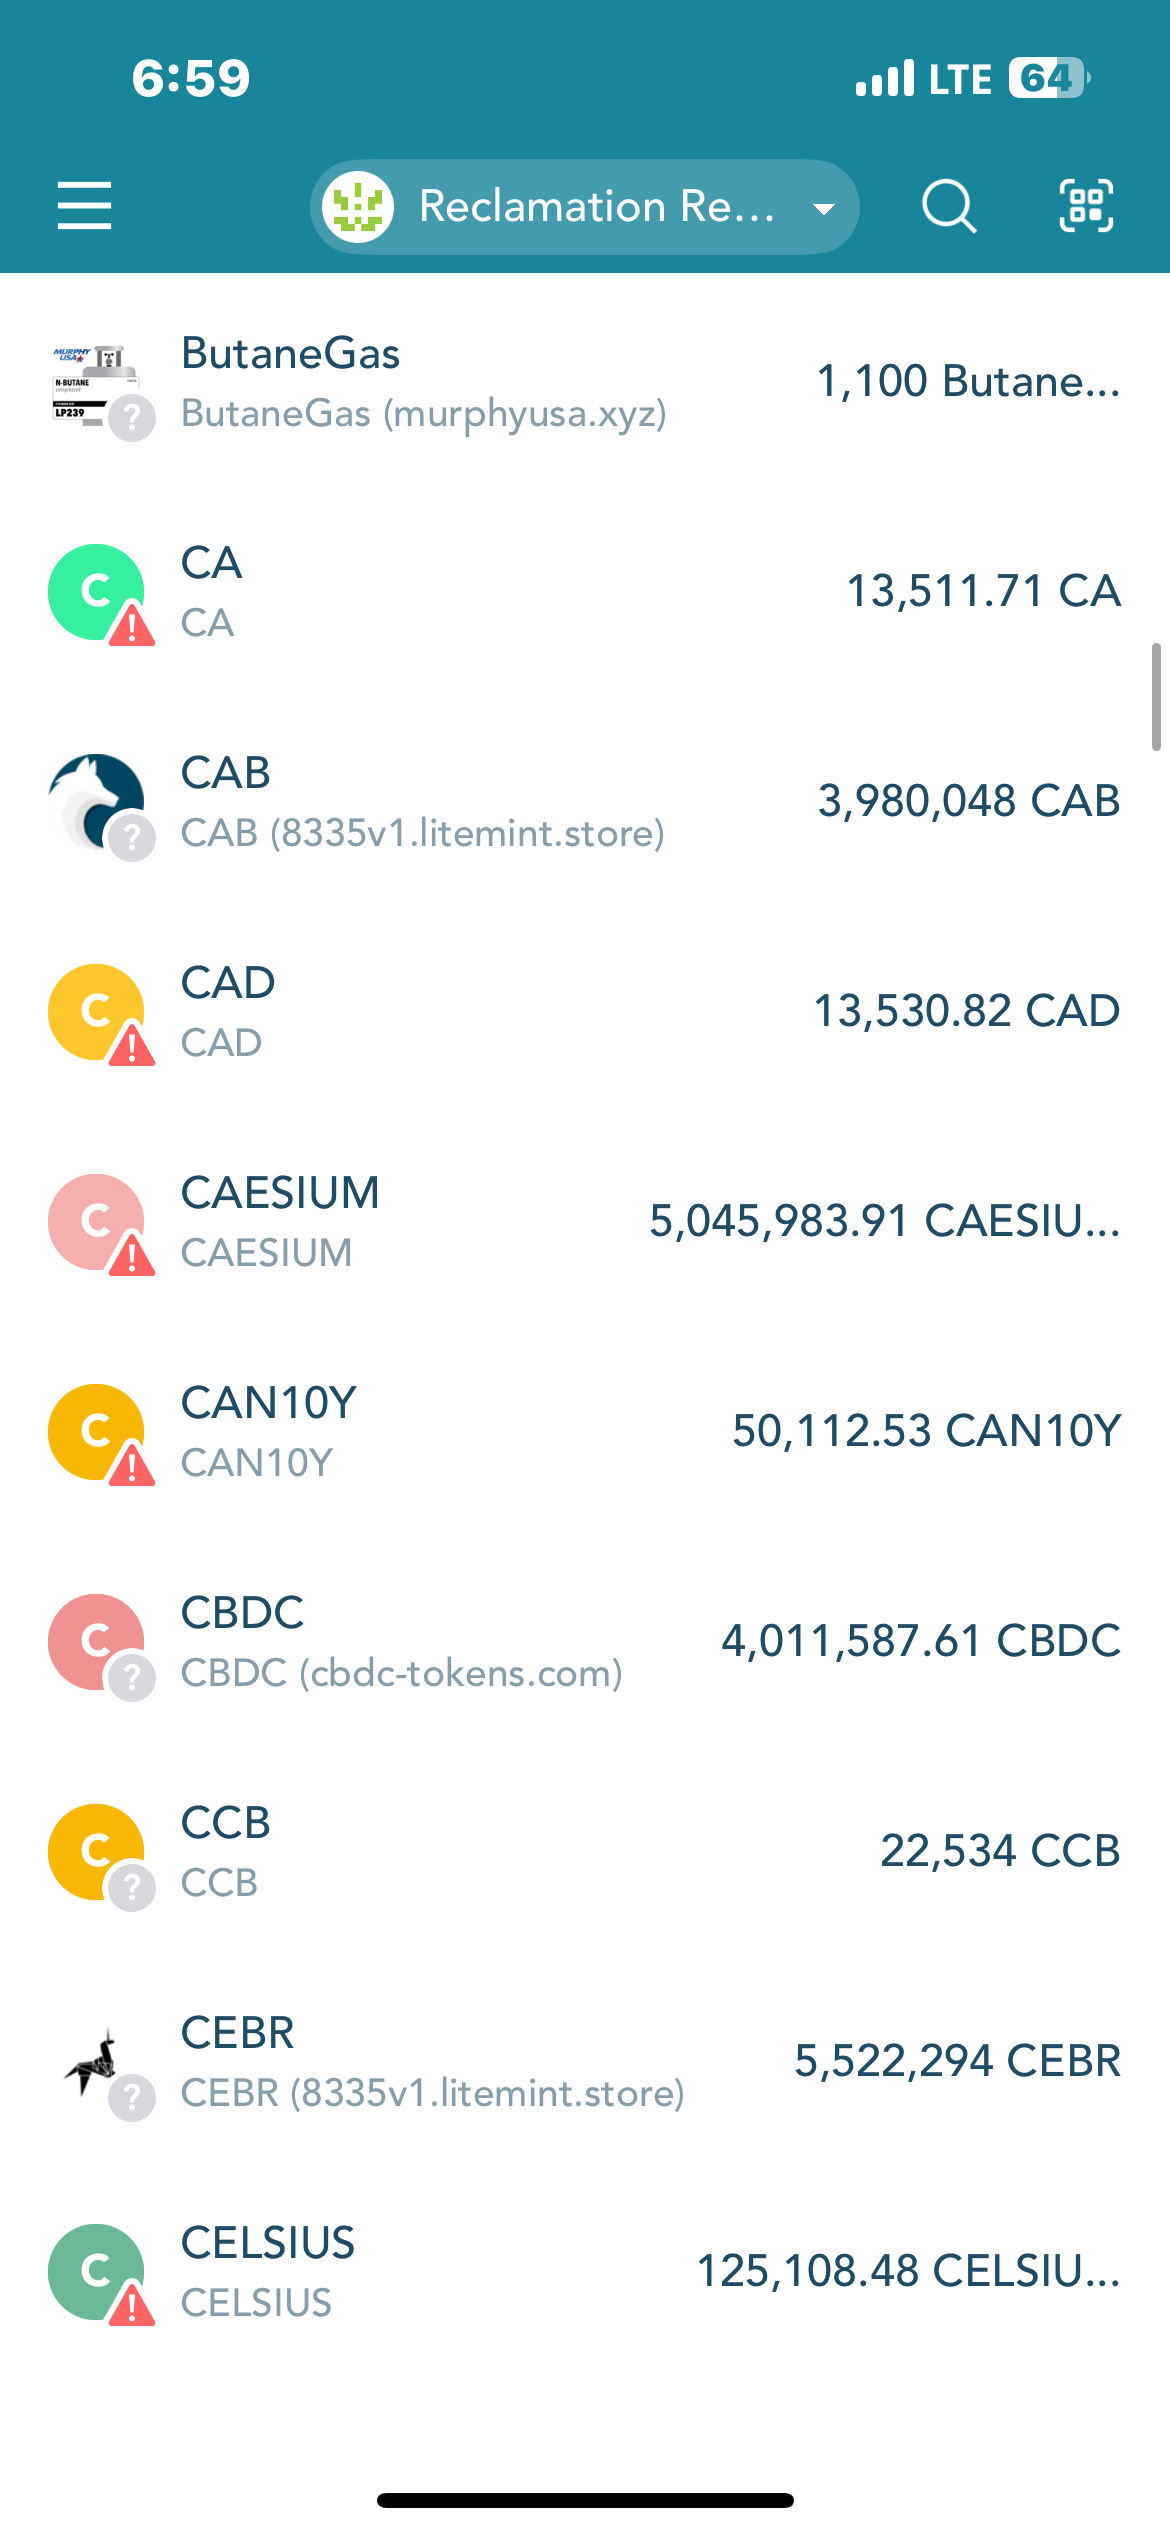 6:59
LTE 64
Reclamation Re...
MURPHY
USA
N-BUTANE
compressed
LP239
ButaneGas
1,100 Butane...
ButaneGas (murphyusa.xyz)
C
CA
13,511.71 CA
CA
CAB
3,980,048 CAB
CAB (8335v1.litemint.store)
C
CAD
13,530.82 CAD
CAD
C
CAESIUM
5,045,983.91 CAESIU...
CAESIUM
C
CAN10Y
50,112.53 CAN10Y
CAN10Y
C
CBDC
4,011,587.61 CBDC
CBDC (cbdc-tokens.com)
C
CCB
22,534 CCB
CCB
CEBR
5,522,294 CEBR
CEBR (8335v1.litemint.store)
C
CELSIUS
125,108.48 CELSIU...
CELSIUS